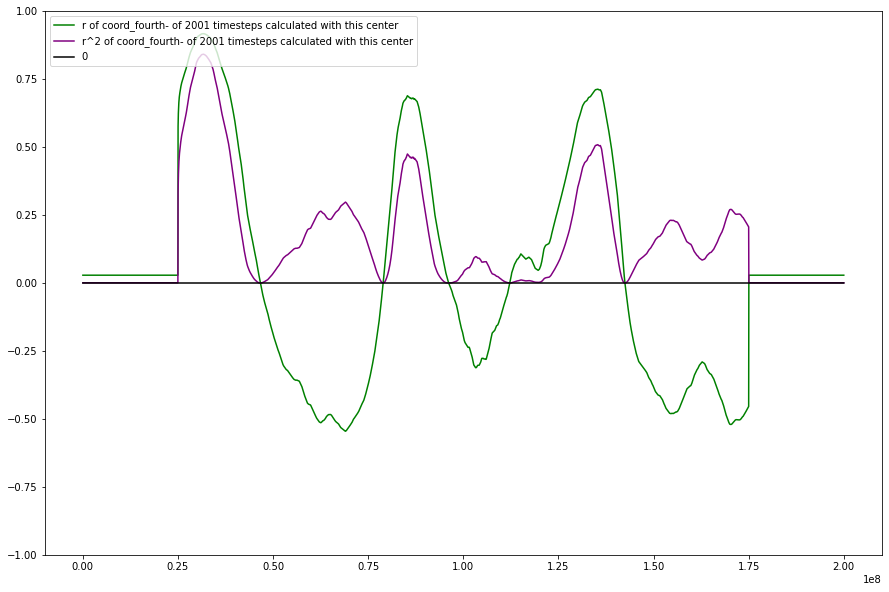 r of coord_fourth- of 2001 timesteps calculated with this center
r^2 of coord_fourth- of 2001 timesteps calculated with this center
0
1.00
0.75
0.50
0.25
0.00
−0.25
−0.50
−0.75
−1.00
0.00 0.25 0.50 0.75 1.00 1.25 1.50 1.75 2.00
1e8